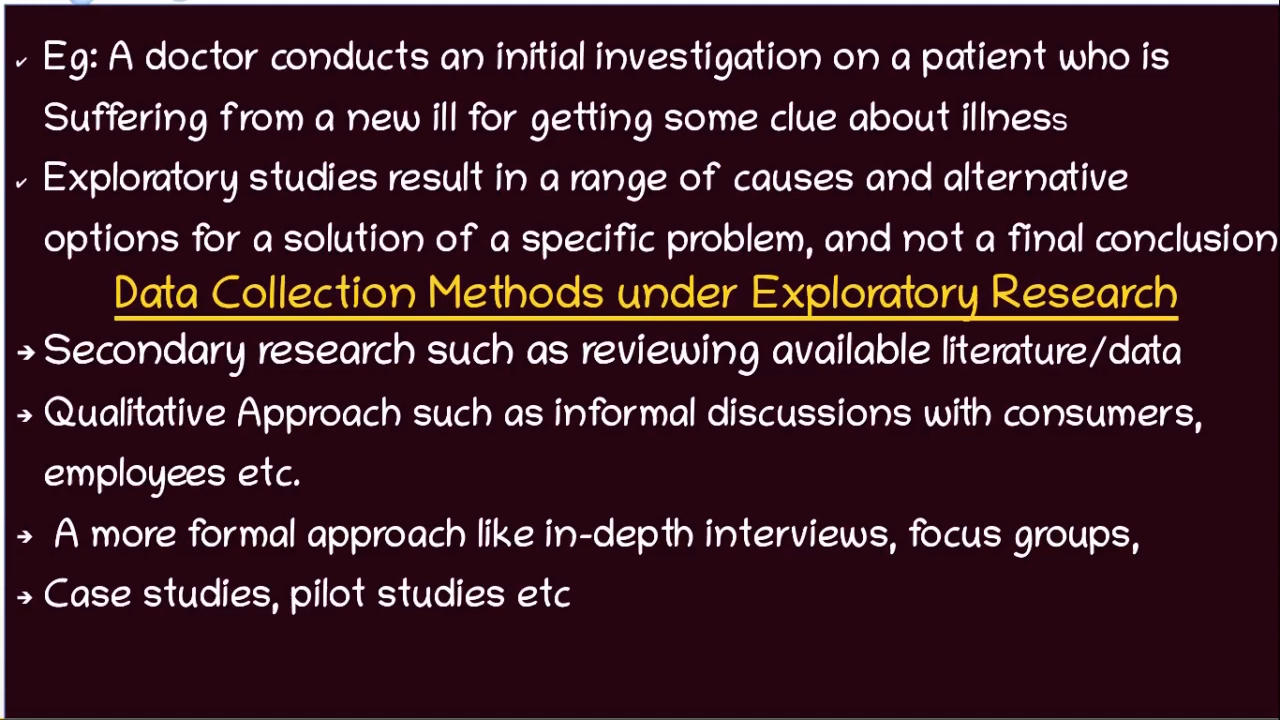 ✓ Eg: A doctor conducts an initial investigation on a patient who is
Suffering from a new ill for getting some clue about illness
✓ Exploratory studies result in a range of causes and alternative
options for a solution of a specific problem, and not a final conclusion
Data Collection Methods under Exploratory Research
→ Secondary research such as reviewing available literature/data
→ Qualitative Approach such as informal discussions with consumers,
employees etc.
→ A more formal approach like in-depth interviews, focus groups,
→ Case studies, pilot studies etc